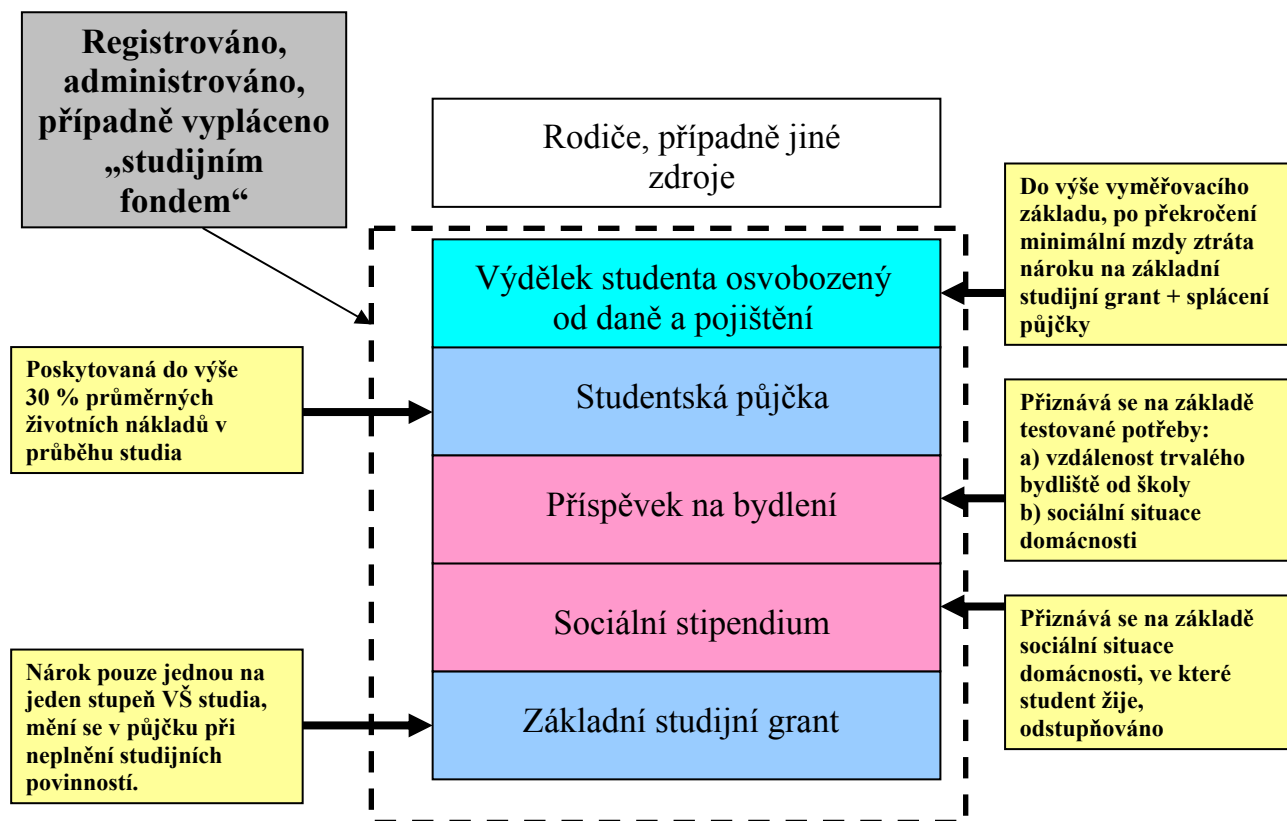 Registrováno,
administrováno,
případně vypláceno
„studijním
fondem“
Rodiče, případně jiné
zdroje
Výdělek studenta osvobozený
od daně a pojištění
Do výše vyměřovacího
základu, po překročení
minimální mzdy ztráta
nároku na základní
studijní grant + splácení
půjčky
Poskytovaná do výše
30 % průměrných
životních nákladů v
průběhu studia
Studentská půjčka
Příspěvek na bydlení
Přiznává se na základě
testované potřeby:
a) vzdálenost trvalého
bydliště od školy
b) sociální situace
domácnosti
Sociální stipendium
Přiznává se na základě
sociální situace
domácnosti, ve které
student žije,
odstupňováno
Nárok pouze jednou na
jeden stupeň VŠ studia,
mění se v půjčku při
neplnění studijních
povinností.
Základní studijní grant